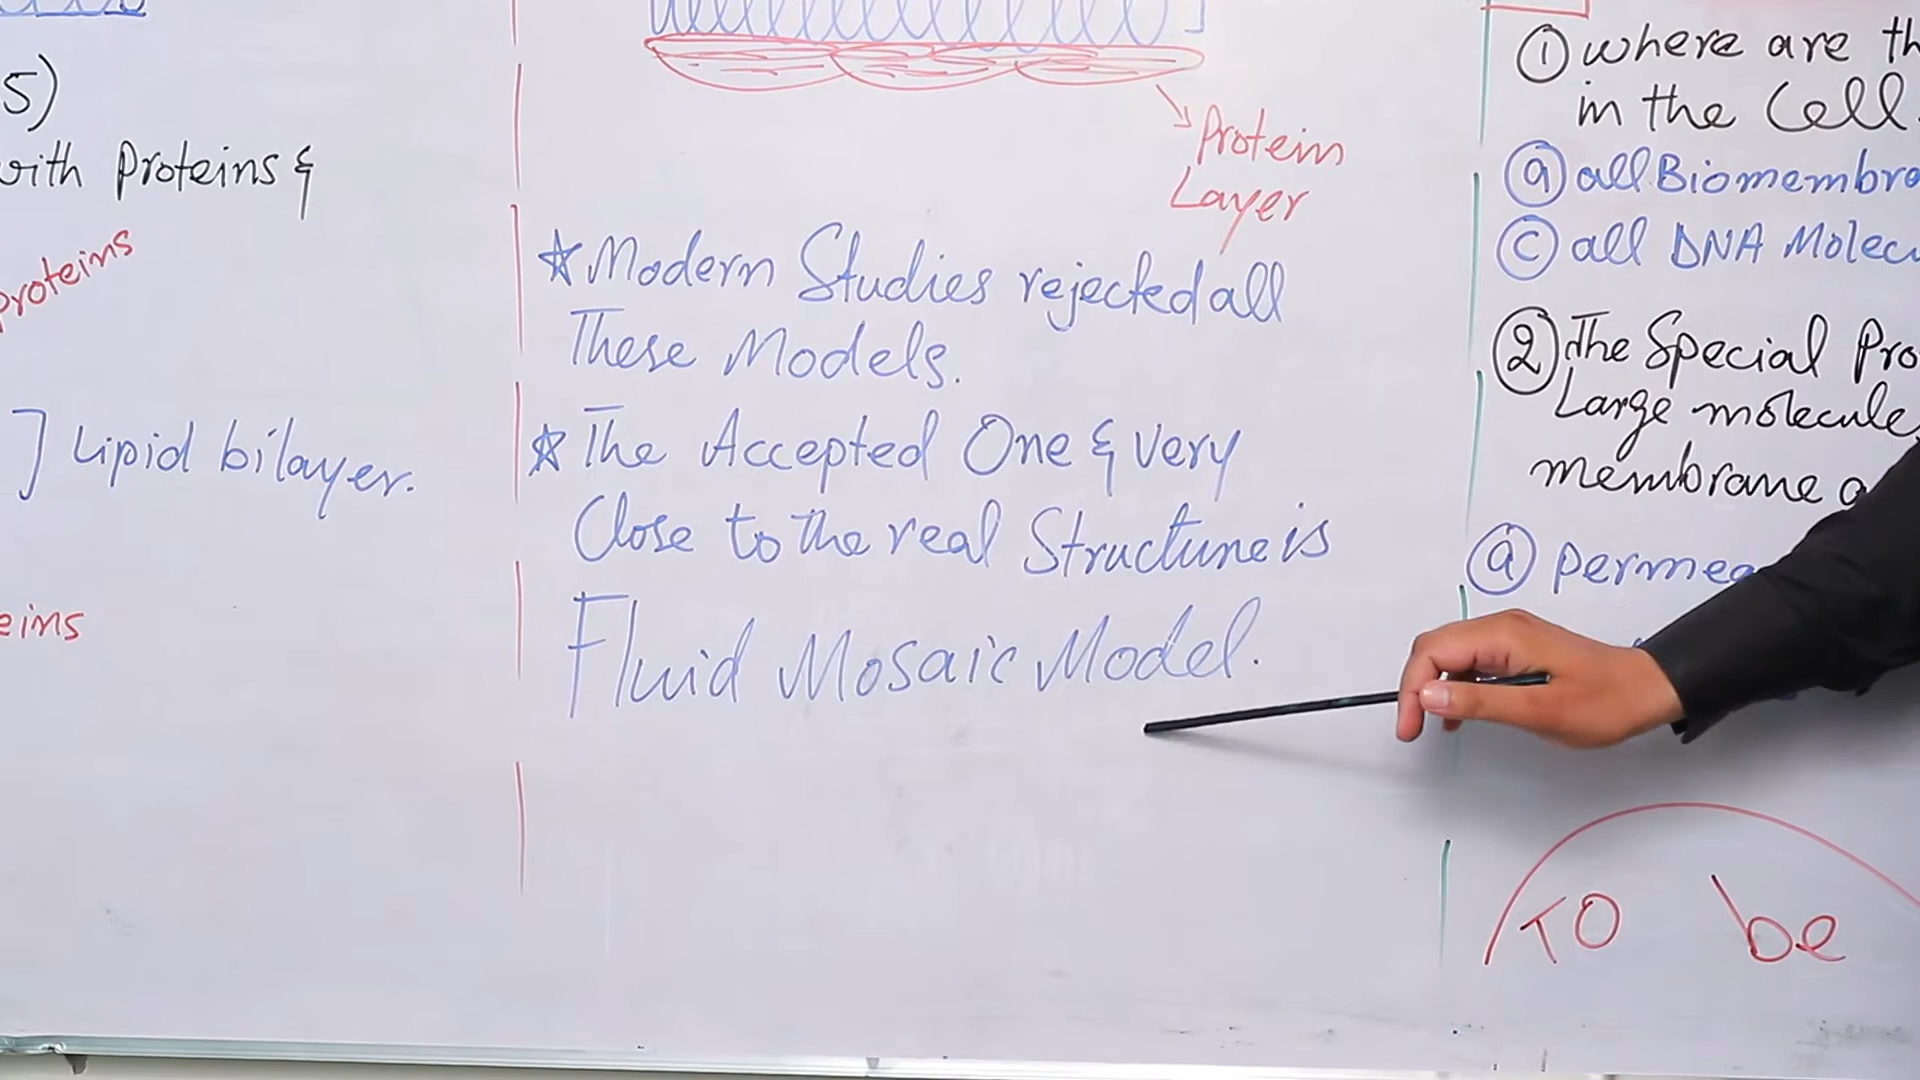 5)
with Proteins &
proteins
] Lipid bilayer.
eins
Protein
Layer
☆ Modern Studies rejected all
These Models.
☆ The Accepted One & Very
Close to the real Structure is
Fluid Mosaic Model.
① where are th
in the Cell.
ⓐ all Biomembra
ⓒ all DNA Molecu
② The Special Pro
Large molecule
membrane a
ⓐ permea
TO be